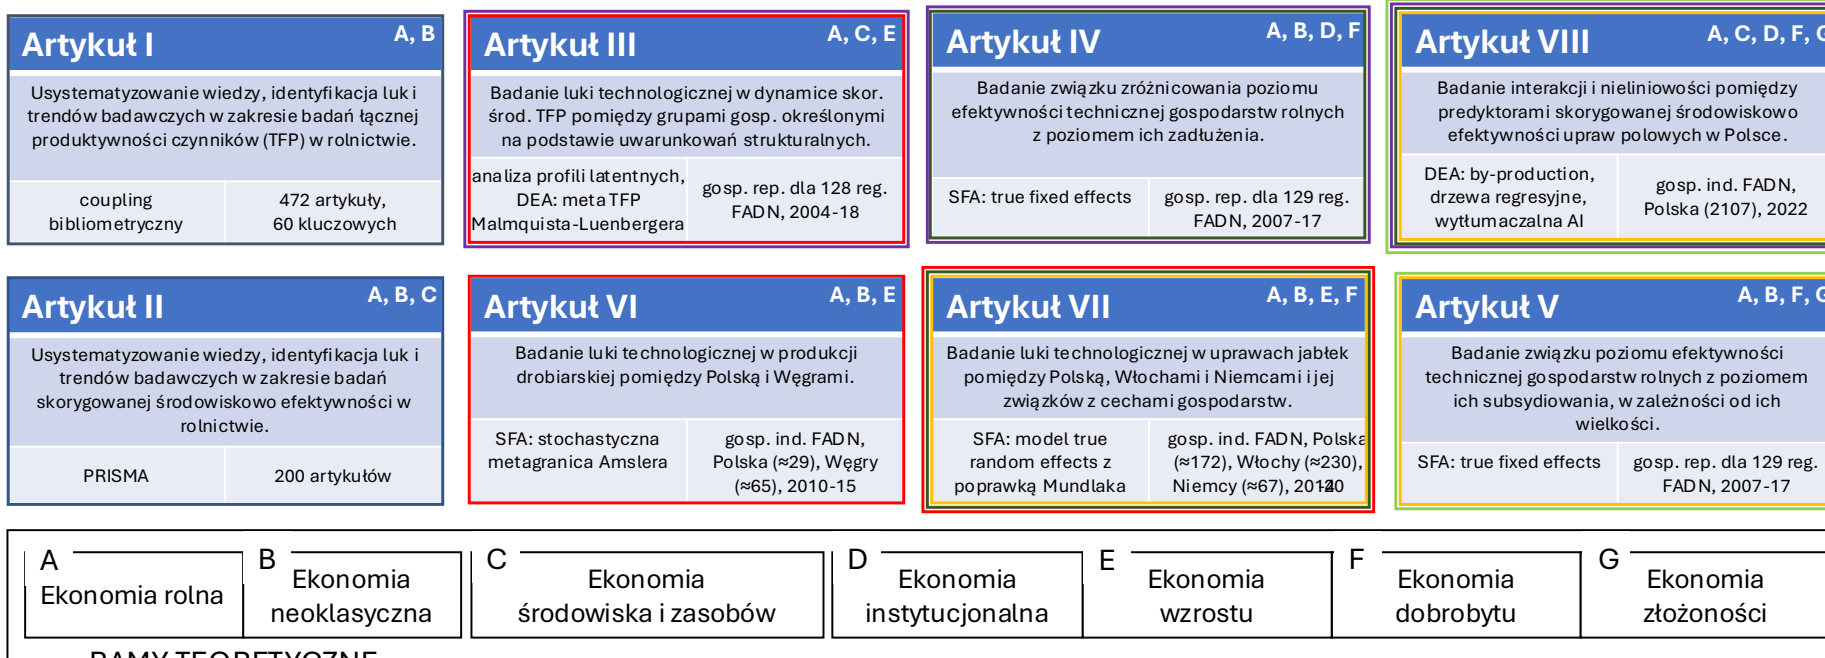 Artykuł I
A, B
Usystematyzowanie wiedzy, identyfikacja luk i
trendów badawczych w zakresie badań łącznej
produktywności czynników (TFP) w rolnictwie.
coupling
bibliometryczny
472 artykuły,
60 kluczowych
Artykuł III
A, C, E
Badanie luki technologicznej w dynamice skor.
środ. TFP pomiędzy grupami gosp. określonymi
na podstawie uwarunkowań strukturalnych.
analiza profili latentnych,
DEA: meta TFP
Malmquista-Luenbergera
gosp. rep. dla 128 reg.
FADN, 2004-18
Artykuł IV
A, B, D, F
Badanie związku zróżnicowania poziomu
efektywności technicznej gospodarstw rolnych
z poziomem ich zadłużenia.
SFA: true fixed effects
gosp. rep. dla 129 reg.
FADN, 2007-17
Artykuł VIII
A, C, D, F, G
Badanie interakcji i nieliniowości pomiędzy
predyktorami skorygowanej środowiskowo
efektywności upraw polowych w Polsce.
DEA: by-production,
drzewa regresyjne,
wytłumaczalna AI
gosp. ind. FADN,
Polska (2107), 2022
Artykuł II
A, B, C
Usystematyzowanie wiedzy, identyfikacja luk i
trendów badawczych w zakresie badań
skorygowanej środowiskowo efektywności w
rolnictwie.
PRISMA
200 artykułów
Artykuł VI
A, B, E
Badanie luki technologicznej w produkcji
drobiarskiej pomiędzy Polską i Węgrami.
SFA: stochastyczna
metagranica Amslera
gosp. ind. FADN,
Polska (≈29), Węgry
(≈65), 2010-15
Artykuł VII
A, B, E, F
Badanie luki technologicznej w uprawach jabłek
pomiędzy Polską, Włochami i Niemcami i jej
związków z cechami gospodarstw.
SFA: model true
random effects z
poprawką Mundlaka
gosp. ind. FADN, Polska
(≈172), Włochy (≈230),
Niemcy (≈67),
Artykuł V
A, B, F, G
Badanie związku poziomu efektywności
technicznej gospodarstw rolnych z poziomem
ich subsydiowania, w zależności od ich
wielkości.
SFA: true fixed effects
gosp. rep. dla 129 reg.
FADN, 2007-17
A
Ekonomia rolna
B
Ekonomia
neoklasyczna
C
Ekonomia
środowiska i zasobów
D
Ekonomia
instytucjonalna
E
Ekonomia
wzrostu
F
Ekonomia
dobrobytu
G
Ekonomia
złożoności
RAMY TEORETYCZNE